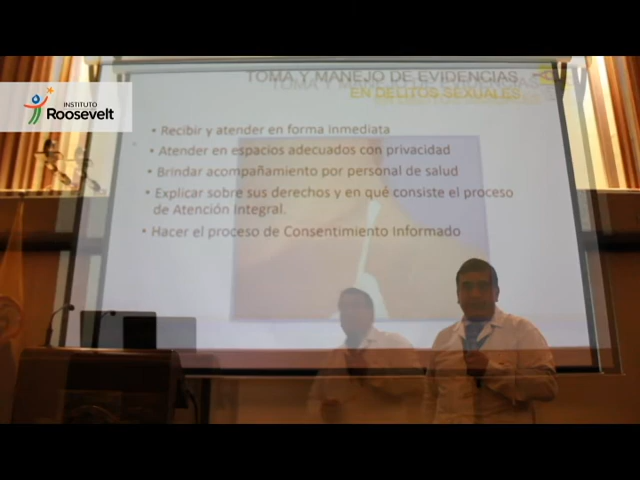 INSTITUTO
Roosevelt
TOMA Y MANEJO DE EVIDENCIAS
EN DELITOS SEXUALES
• Recibir y atender en forma inmediata
• Atender en espacios adecuados con privacidad
• Brindar acompañamiento por personal de salud
• Explicar sobre sus derechos y en qué consiste el proceso
de Atención Integral.
• Hacer el proceso de Consentimiento Informado